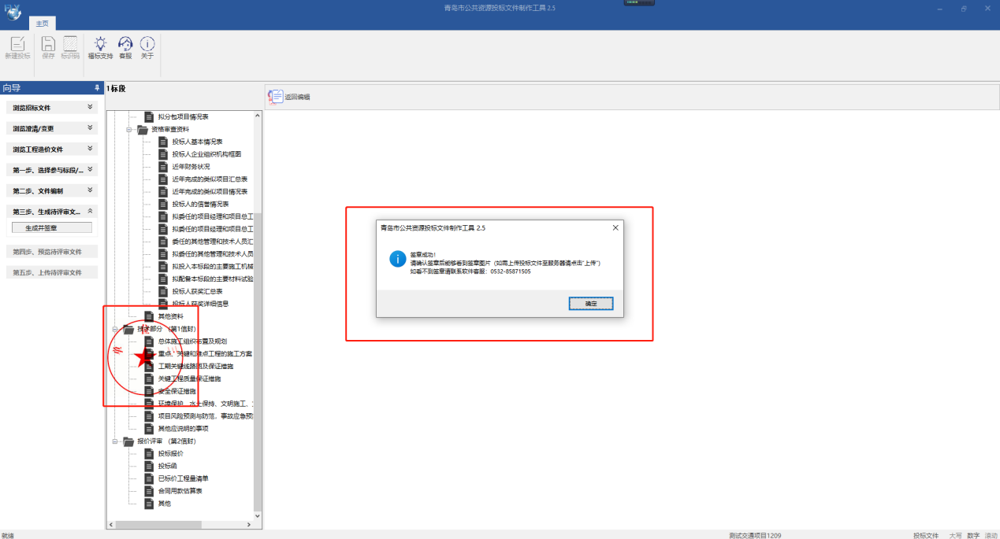 青岛市公共资源投标文件制作工具 2.5
主页
新建投标
保存
标识码
福标支持
客服
关于
向导
1标段
返回编辑
浏览招标文件
浏览澄清/变更
浏览工程造价文件
第一步、选择参与标段/...
第二步、文件编制
第三步、生成待评审文...
生成并签章
第四步、预览待评审文件
第五步、上传待评审文件
拟分包项目情况表
资格审查资料
投标人基本情况表
投标人企业组织机构框图
近年财务状况
近年完成的类似项目汇总表
近年完成的类似项目情况表
投标人的信誉情况表
拟委任的项目经理和项目总工
拟委任的项目经理和项目总工
委任的其他管理和技术人员汇
拟委任的其他管理和技术人员
拟投入本标段的主要施工机械
拟配备本标段的主要材料试验
投标人获奖汇总表
投标人获奖详细信息
其他资料
技术部分 (第1信封)
总体施工组织布置及规划
重点、关键和难点工程的施工方案
工期关键线路图及保证措施
关键工程质量保证措施
安全保证措施
环境保护、水土保持、文明施工、
项目风险预测与防范，事故应急预
其他应说明的事项
报价评审 (第2信封)
投标报价
投标函
已标价工程量清单
合同用款估算表
其他
单
青岛市公共资源投标文件制作工具 2.5
签章成功!
请确认签章后能够看到签章图片（如需上传投标文件至服务器请点击“上传”）
如看不到签章请联系软件客服：0532-85871505
确定
就绪
测试交通项目1209
投标文件
大写
数字
滚动